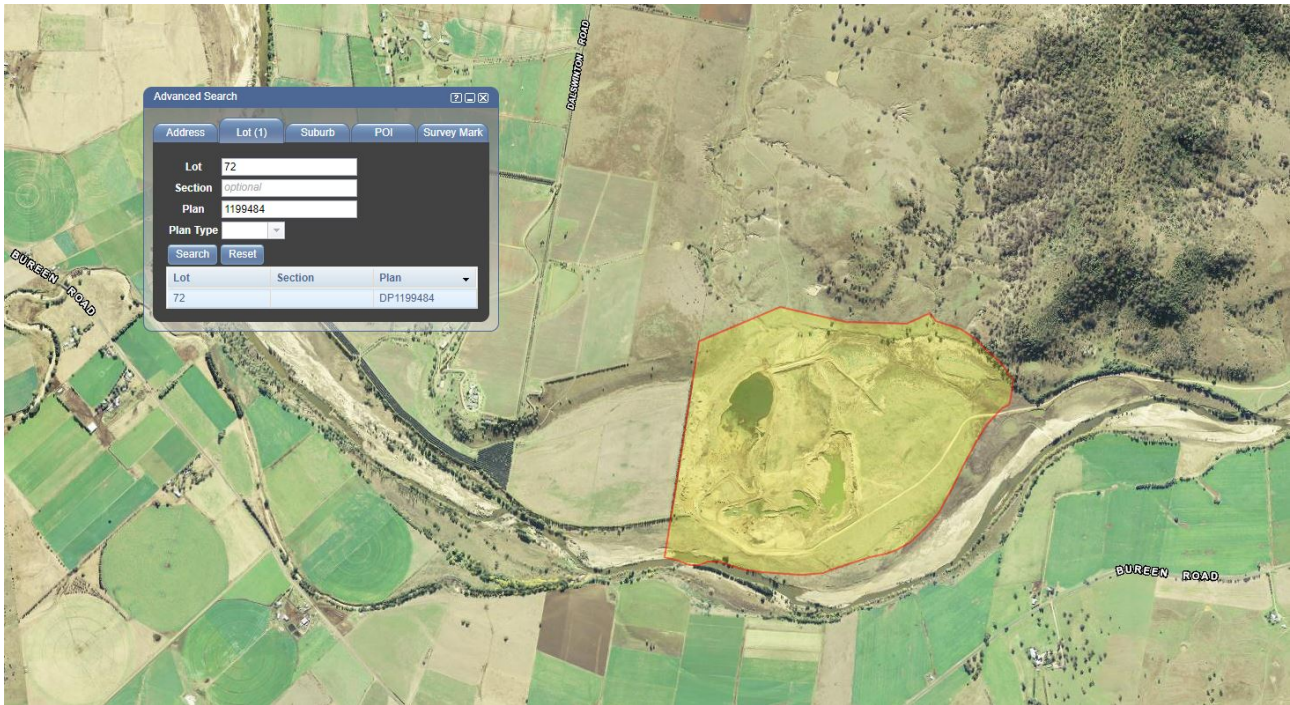 DALSWINTON ROAD
Advanced Search
Address Lot (1) Suburb POI Survey Mark
Lot 72
Section optional
Plan 1199484
Plan Type
Search Reset
Lot Section Plan
72 DP1199484
BUREEN ROAD
BUREEN ROAD